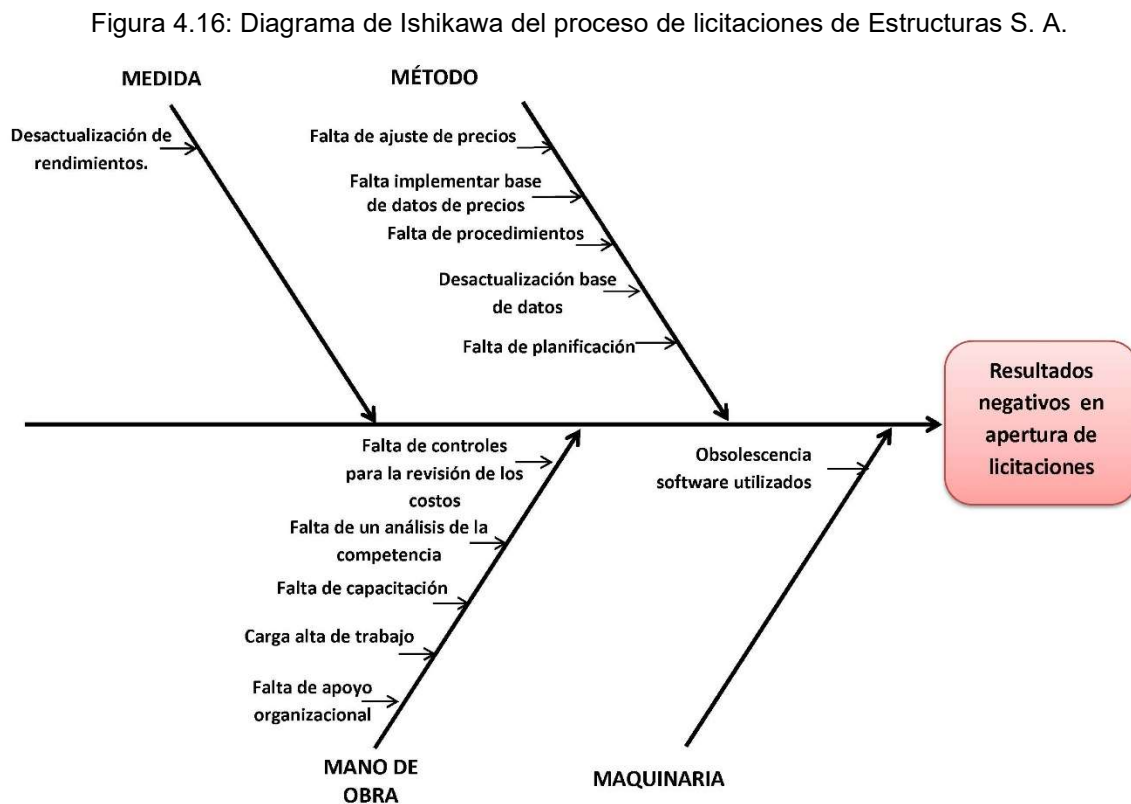 Figura 4.16: Diagrama de Ishikawa del proceso de licitaciones de Estructuras S. A.
MEDIDA
Desactualización de
rendimientos.
MÉTODO
Falta de ajuste de precios
Falta implementar base
de datos de precios
Falta de procedimientos
Desactualización base
de datos
Falta de planificación
Resultados
negativos en
apertura de
licitaciones
Falta de controles
para la revisión de los
costos
Falta de un análisis de la
competencia
Falta de capacitación
Carga alta de trabajo
Falta de apoyo
organizacional
MANO DE
OBRA
Obsolescencia
software utilizados
MAQUINARIA